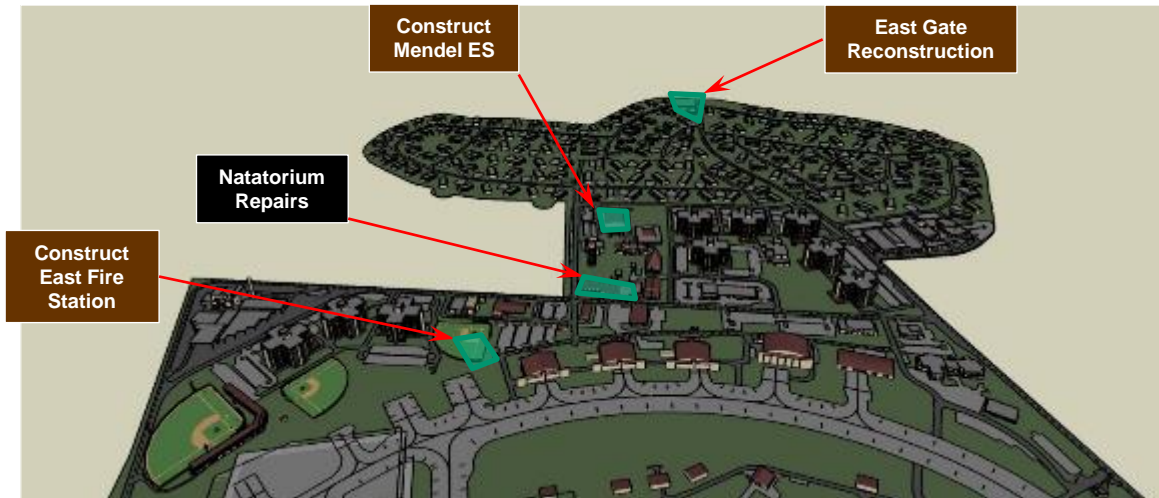 Construct
Mendel ES
East Gate
Reconstruction
Natatorium
Repairs
Construct
East Fire
Station